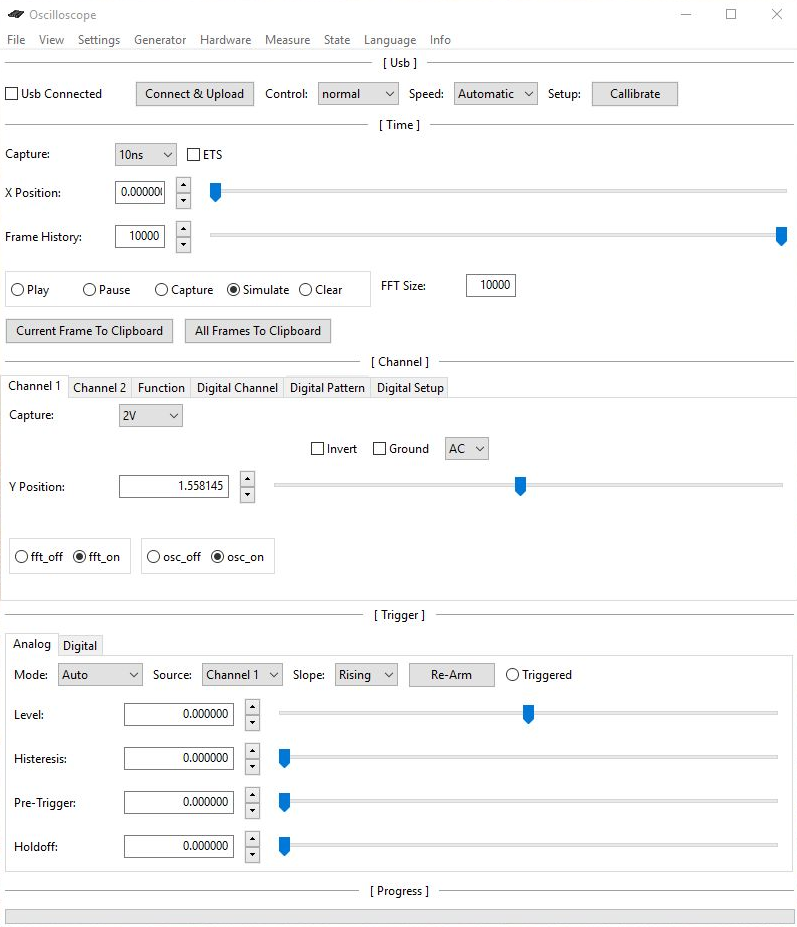 Oscilloscope
File View Settings Generator Hardware Measure State Language Info
[ Usb ]
Usb Connected Connect & Upload Control: normal Speed: Automatic Setup: Callibrate
[ Time ]
Capture: 10ns ETS
X Position: 0.00000
Frame History: 10000
Play Pause Capture Simulate Clear FFT Size: 10000
Current Frame To Clipboard All Frames To Clipboard
[ Channel ]
Channel 1 Channel 2 Function Digital Channel Digital Pattern Digital Setup
Capture: 2V
Invert Ground AC
Y Position: 1.558145
fft_off fft_on osc_off osc_on
[ Trigger ]
Analog Digital
Mode: Auto Source: Channel 1 Slope: Rising Re-Arm Triggered
Level: 0.000000
Histeresis: 0.000000
Pre-Trigger: 0.000000
Holdoff: 0.000000
[ Progress ]